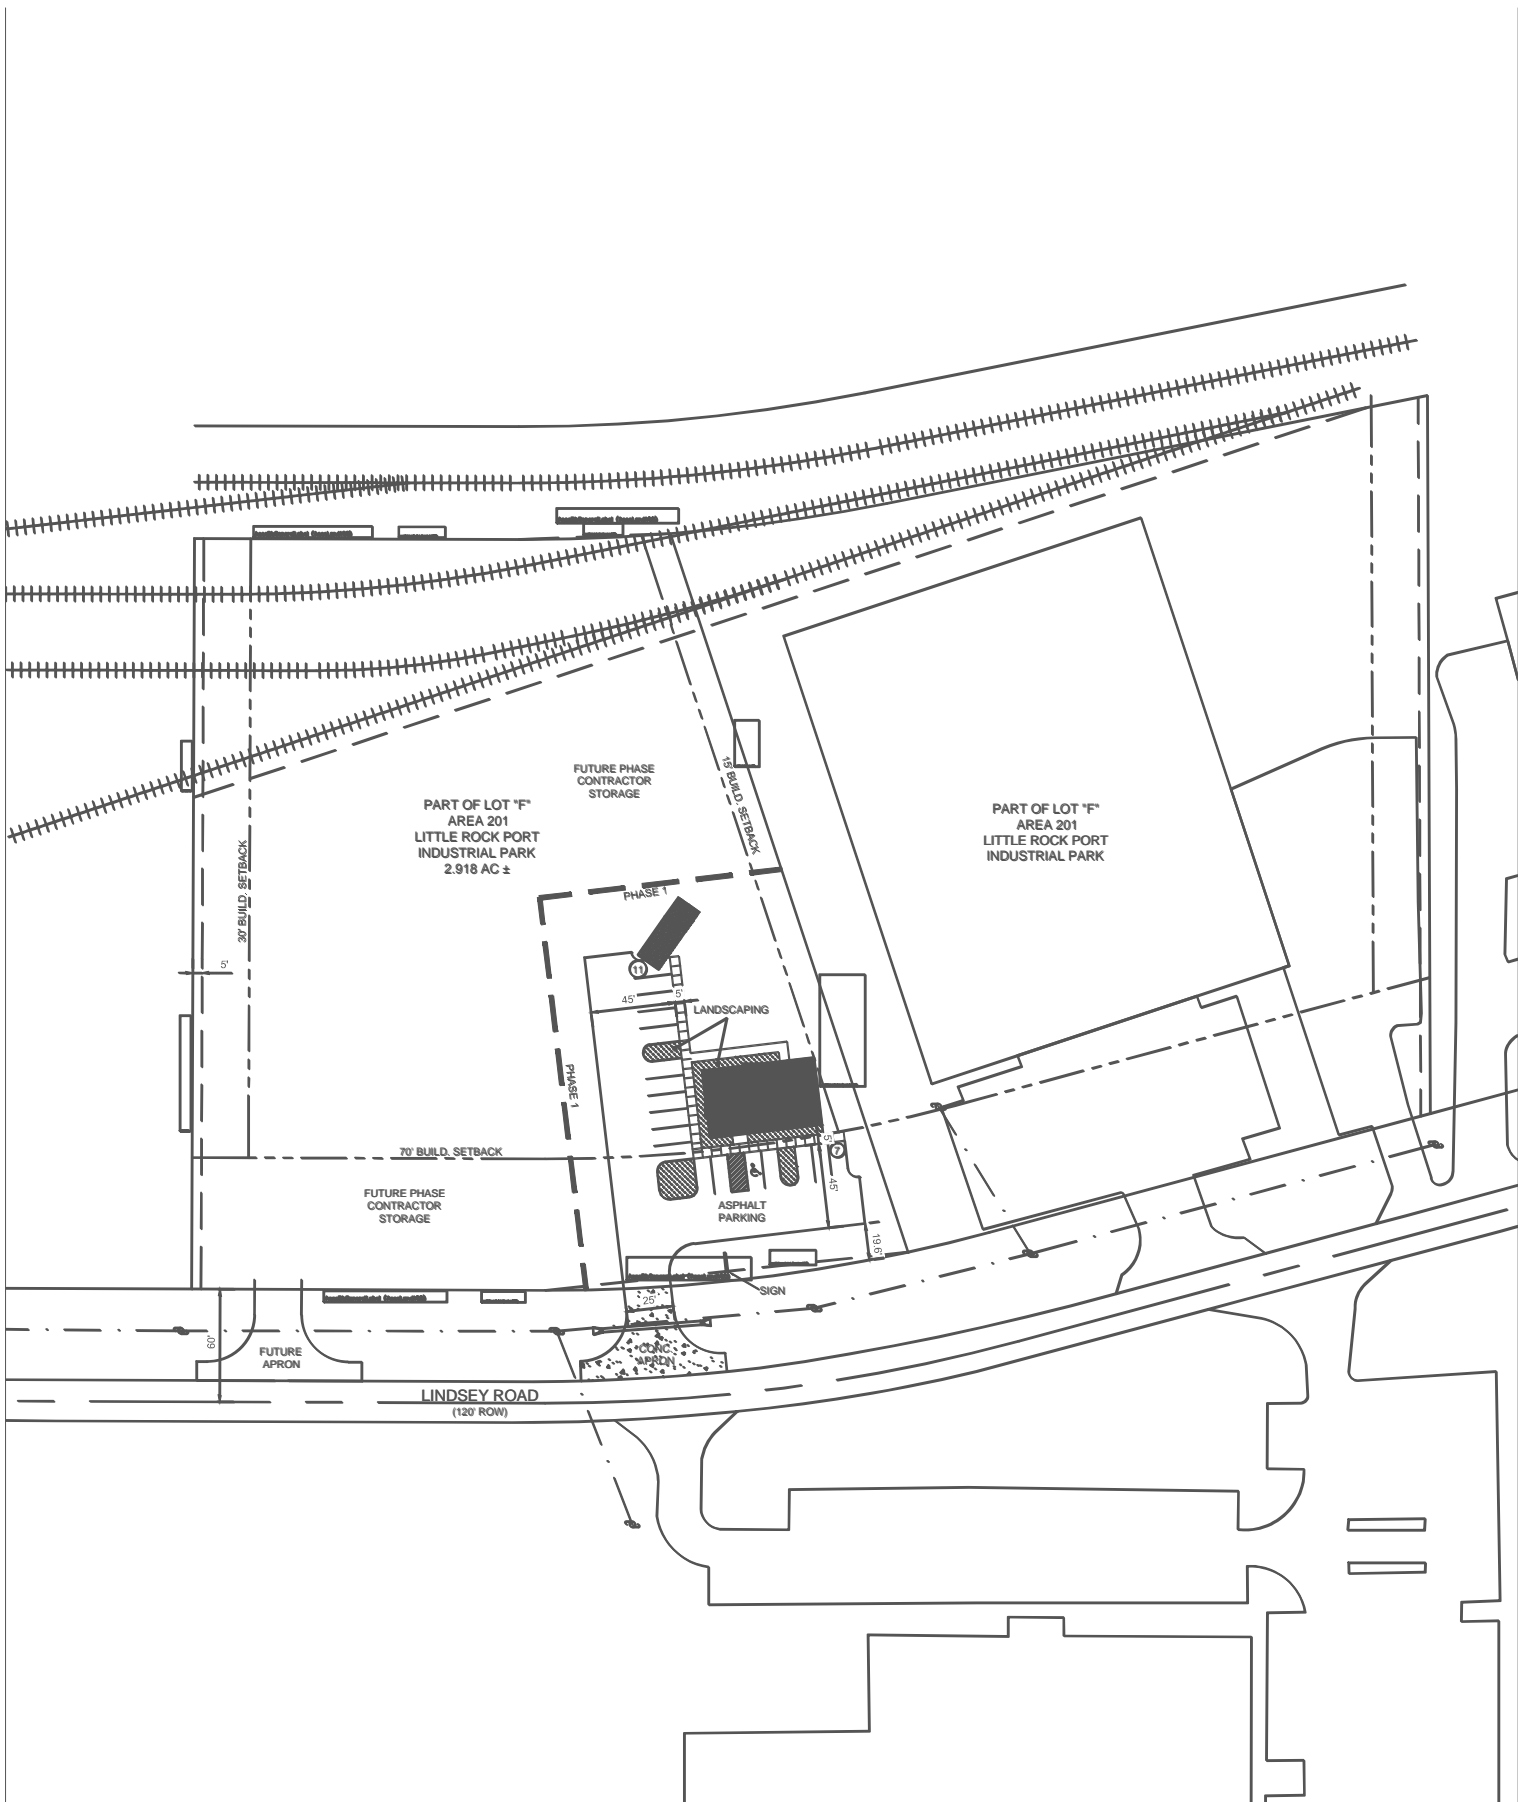 FUTURE PHASE
CONTRACTOR
STORAGE
PART OF LOT "F"
AREA 201
LITTLE ROCK PORT
INDUSTRIAL PARK
2.918 AC ±
15' BUILD. SETBACK
PART OF LOT "F"
AREA 201
LITTLE ROCK PORT
INDUSTRIAL PARK
30' BUILD. SETBACK
5'
PHASE 1
11
45'
5'
LANDSCAPING
PHASE 1
70' BUILD. SETBACK
5'
7
45'
FUTURE PHASE
CONTRACTOR
STORAGE
ASPHALT
PARKING
19.6'
SIGN
25'
60'
FUTURE
APRON
CONC.
APRON
LINDSEY ROAD
(120' ROW)